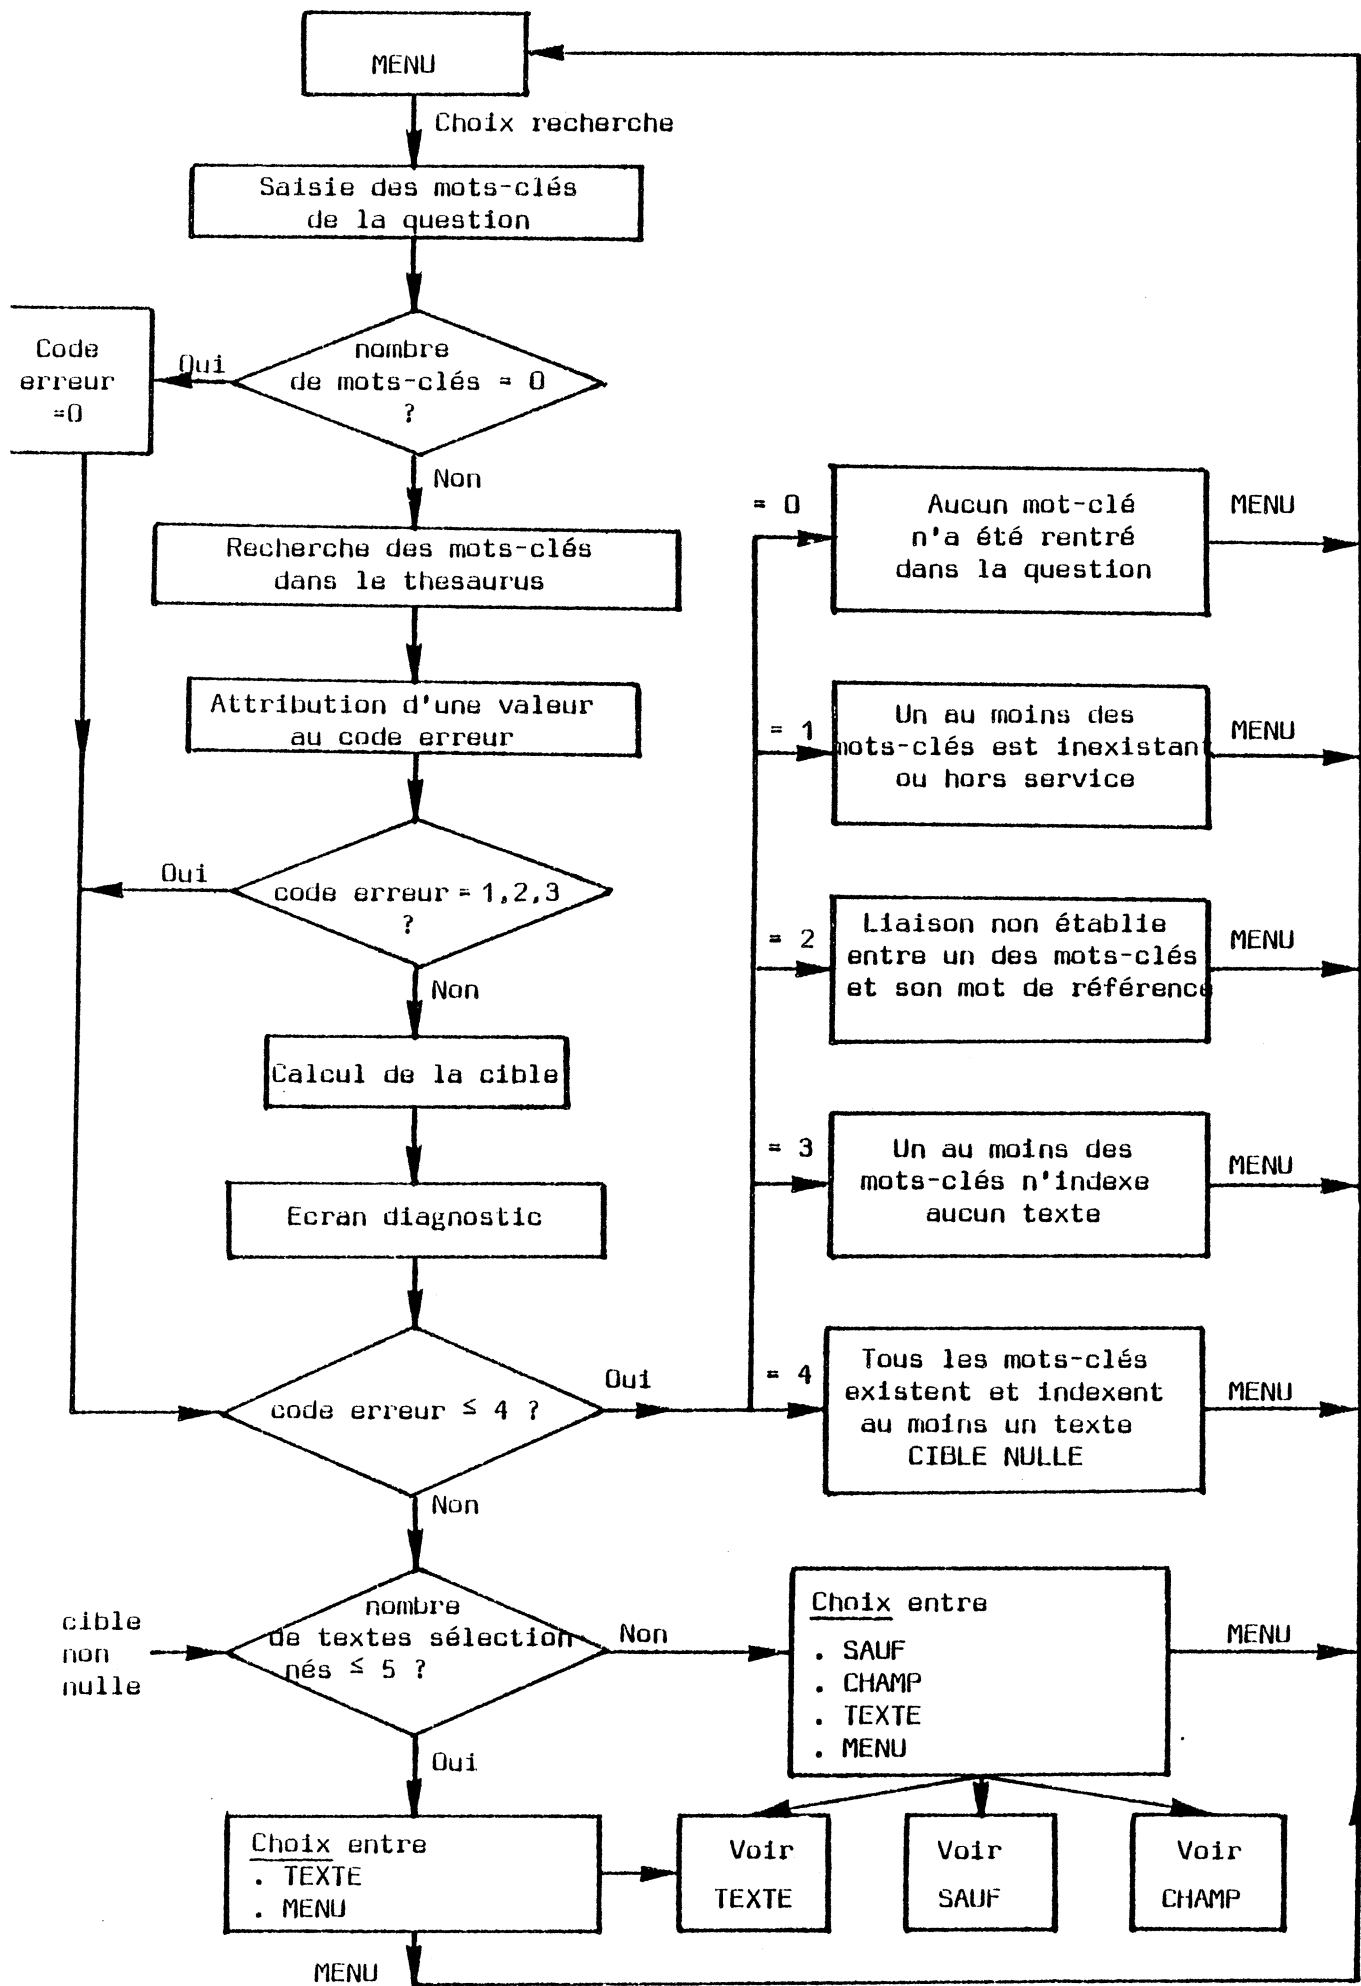 MENU
Choix recherche
Saisie des mots-clés
de la question
Code
erreur
=0
Oui
nombre
de mots-clés = 0
?
Non
Recherche des mots-clés
dans le thesaurus
Attribution d'une valeur
au code erreur
Oui
code erreur = 1,2,3
?
Non
Calcul de la cible
Ecran diagnostic
code erreur ≤ 4 ?
Oui
Non
= 0
Aucun mot-clé
n'a été rentré
dans la question
MENU
= 1
Un au moins des
mots-clés est inexistant
ou hors service
MENU
= 2
Liaison non établie
entre un des mots-clés
et son mot de référence
MENU
= 3
Un au moins des
mots-clés n'indexe
aucun texte
MENU
= 4
Tous les mots-clés
existent et indexent
au moins un texte
CIBLE NULLE
MENU
cible
non
nulle
nombre
de textes sélection
nés ≤ 5 ?
Non
Oui
Choix entre
. SAUF
. CHAMP
. TEXTE
. MENU
MENU
Choix entre
. TEXTE
. MENU
Voir
TEXTE
Voir
SAUF
Voir
CHAMP
MENU